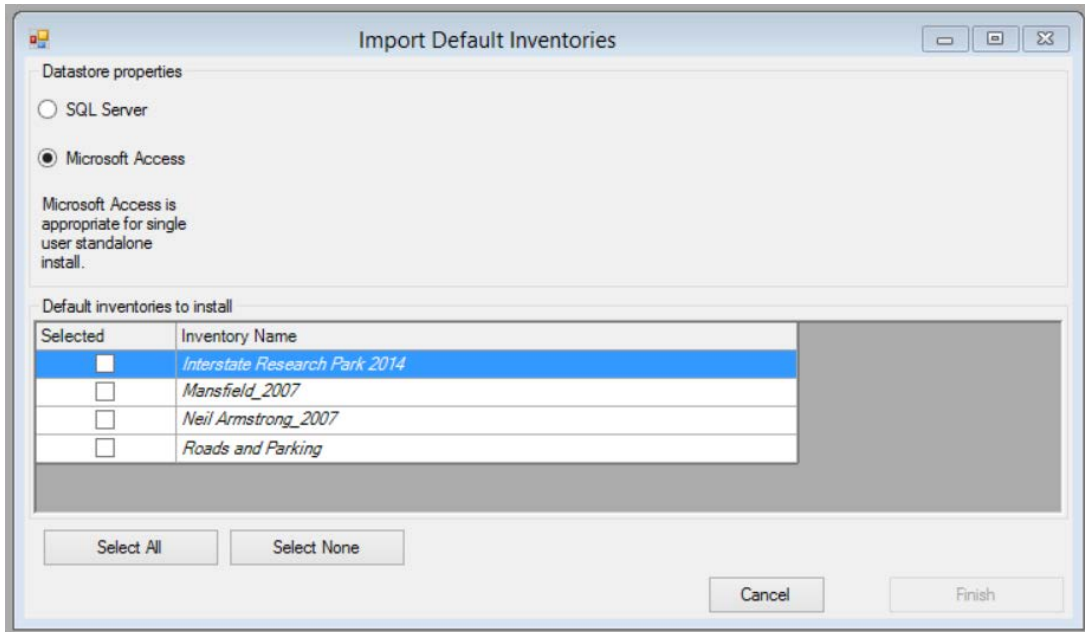 Import Default Inventories
Datastore properties
SQL Server
Microsoft Access
Microsoft Access is
appropriate for single
user standalone
install.
Default inventories to install
Selected Inventory Name
Interstate Research Park 2014
Mansfield_2007
Neil Armstrong_2007
Roads and Parking
Select All Select None
Cancel Finish